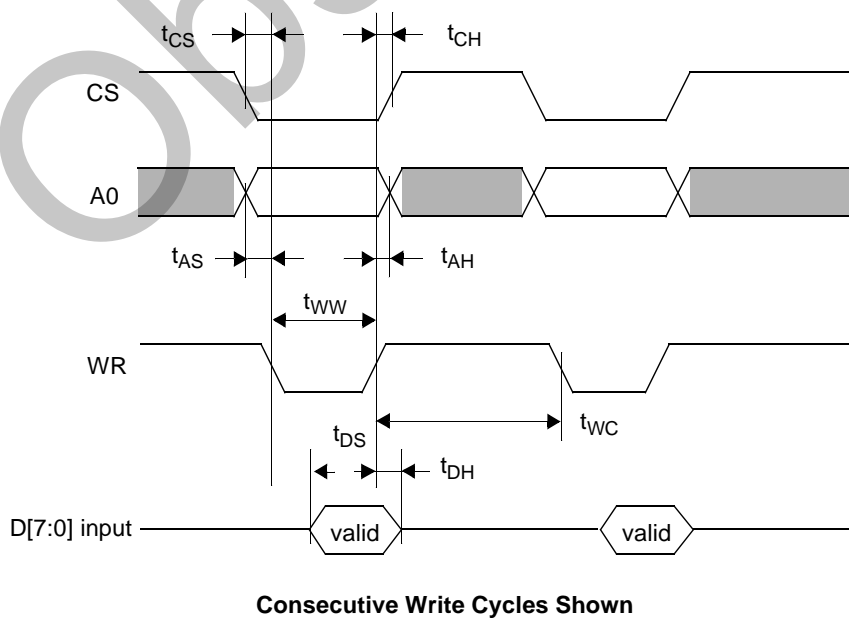 Obs
tCS
tCH
CS
A0
tAS
tAH
tWW
WR
tWC
tDS
tDH
D[7:0] input
valid
valid
Consecutive Write Cycles Shown